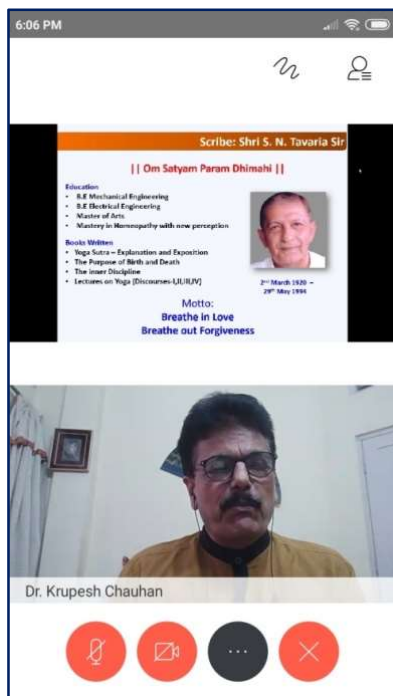 6:06 PM
Scribe: Shri S. N. Tavaria Sir
|| Om Satyam Param Dhimahi ||
Education
• B.E Mechanical Engineering
• B.E Electrical Engineering
• Master of Arts
• Mastery in Homeopathy with new perception
Books Written
• Yoga Sutra – Explanation and Exposition
• The Purpose of Birth and Death
• The Inner Discipline
• Lectures on Yoga (Discourses-I,II,III,IV)
2nd March 1920 –
29th May 1994
Motto:
Breathe in Love
Breathe out Forgiveness
Dr. Krupesh Chauhan